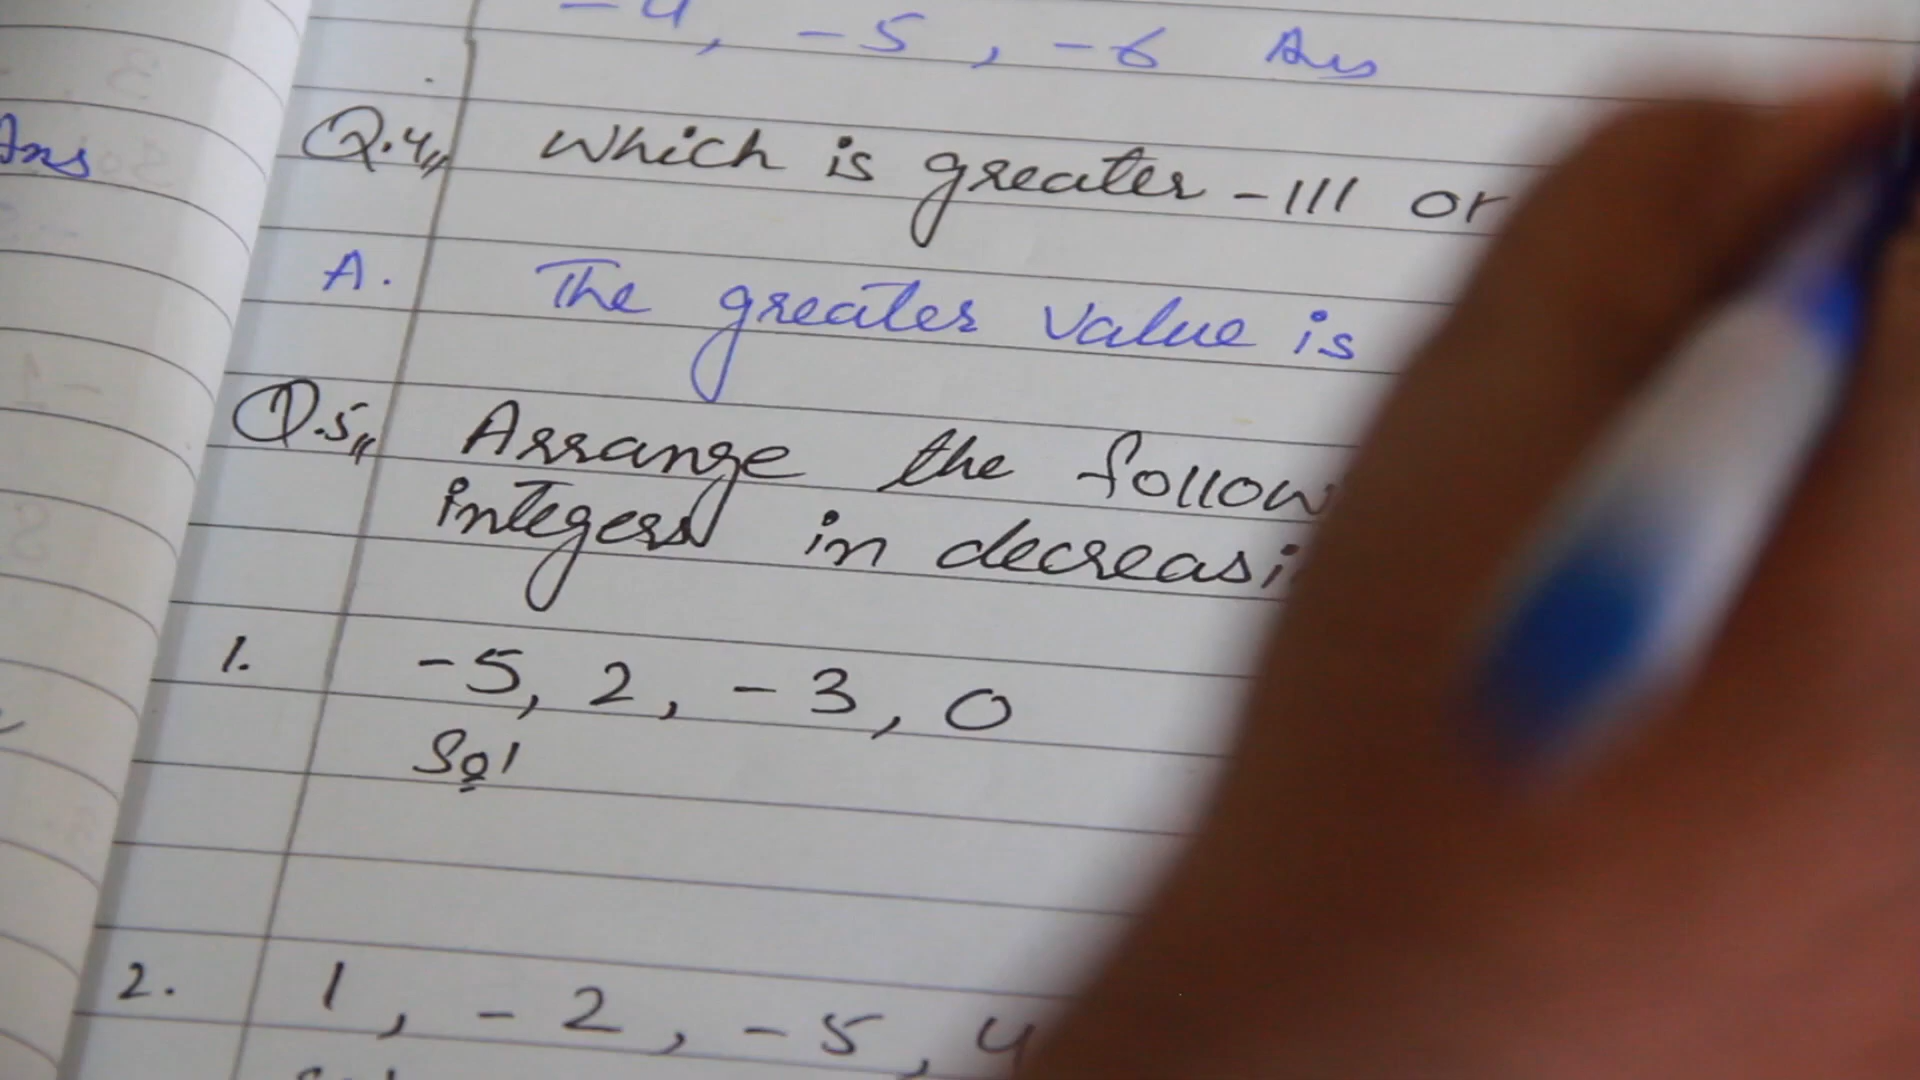 -4, -5, -6 Ans
Ans
Q.4,, Which is greater -111 or
A. The greater value is
Q.5,, Arrange the follow
integers in decreasi
1. -5, 2, -3, 0
Sol
2. 1, -2, -5, 4